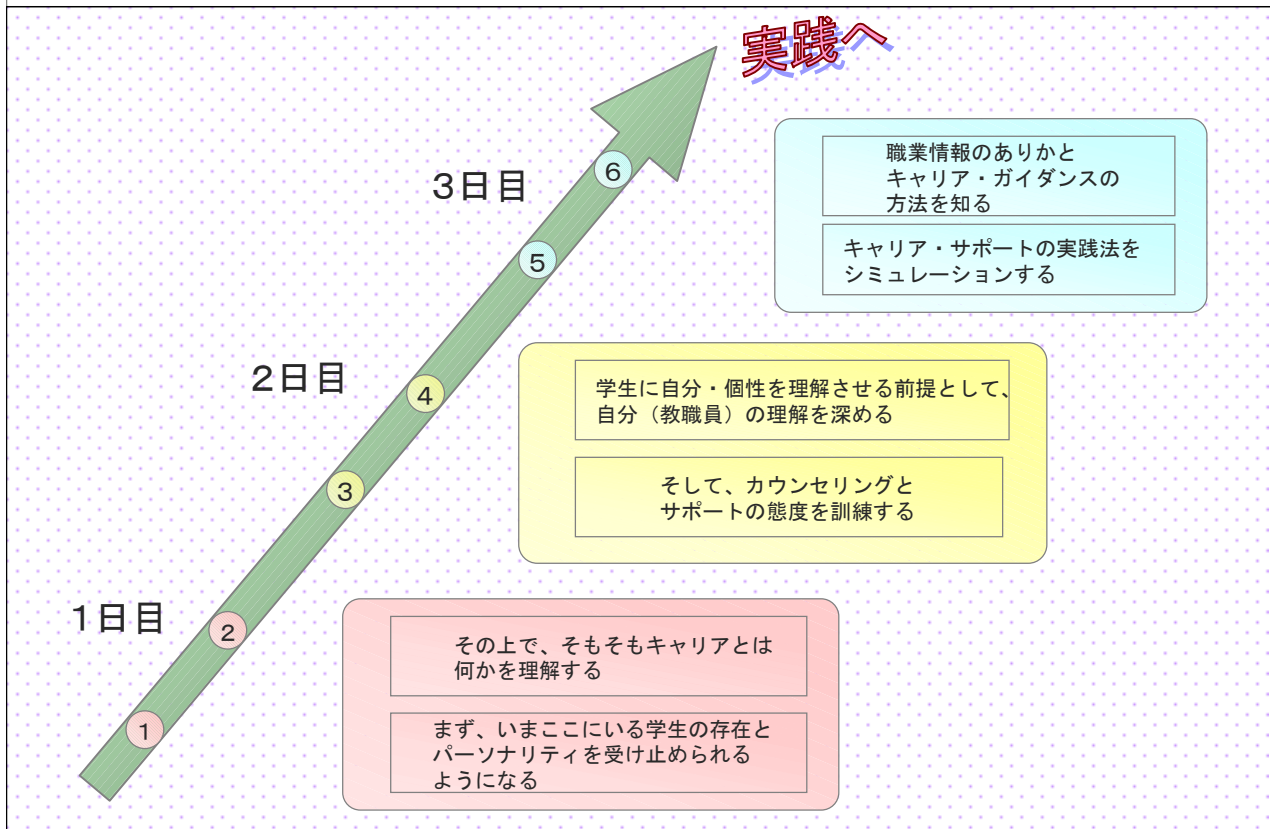 実践へ
職業情報のありかと
キャリア・ガイダンスの
方法を知る
キャリア・サポートの実践法を
シミュレーションする
3日目
6
5
学生に自分・個性を理解させる前提として、
自分（教職員）の理解を深める
そして、カウンセリングと
サポートの態度を訓練する
2日目
4
3
その上で、そもそもキャリアとは
何かを理解する
まず、いまここにいる学生の存在と
パーソナリティを受け止められる
ようになる
1日目
2
1